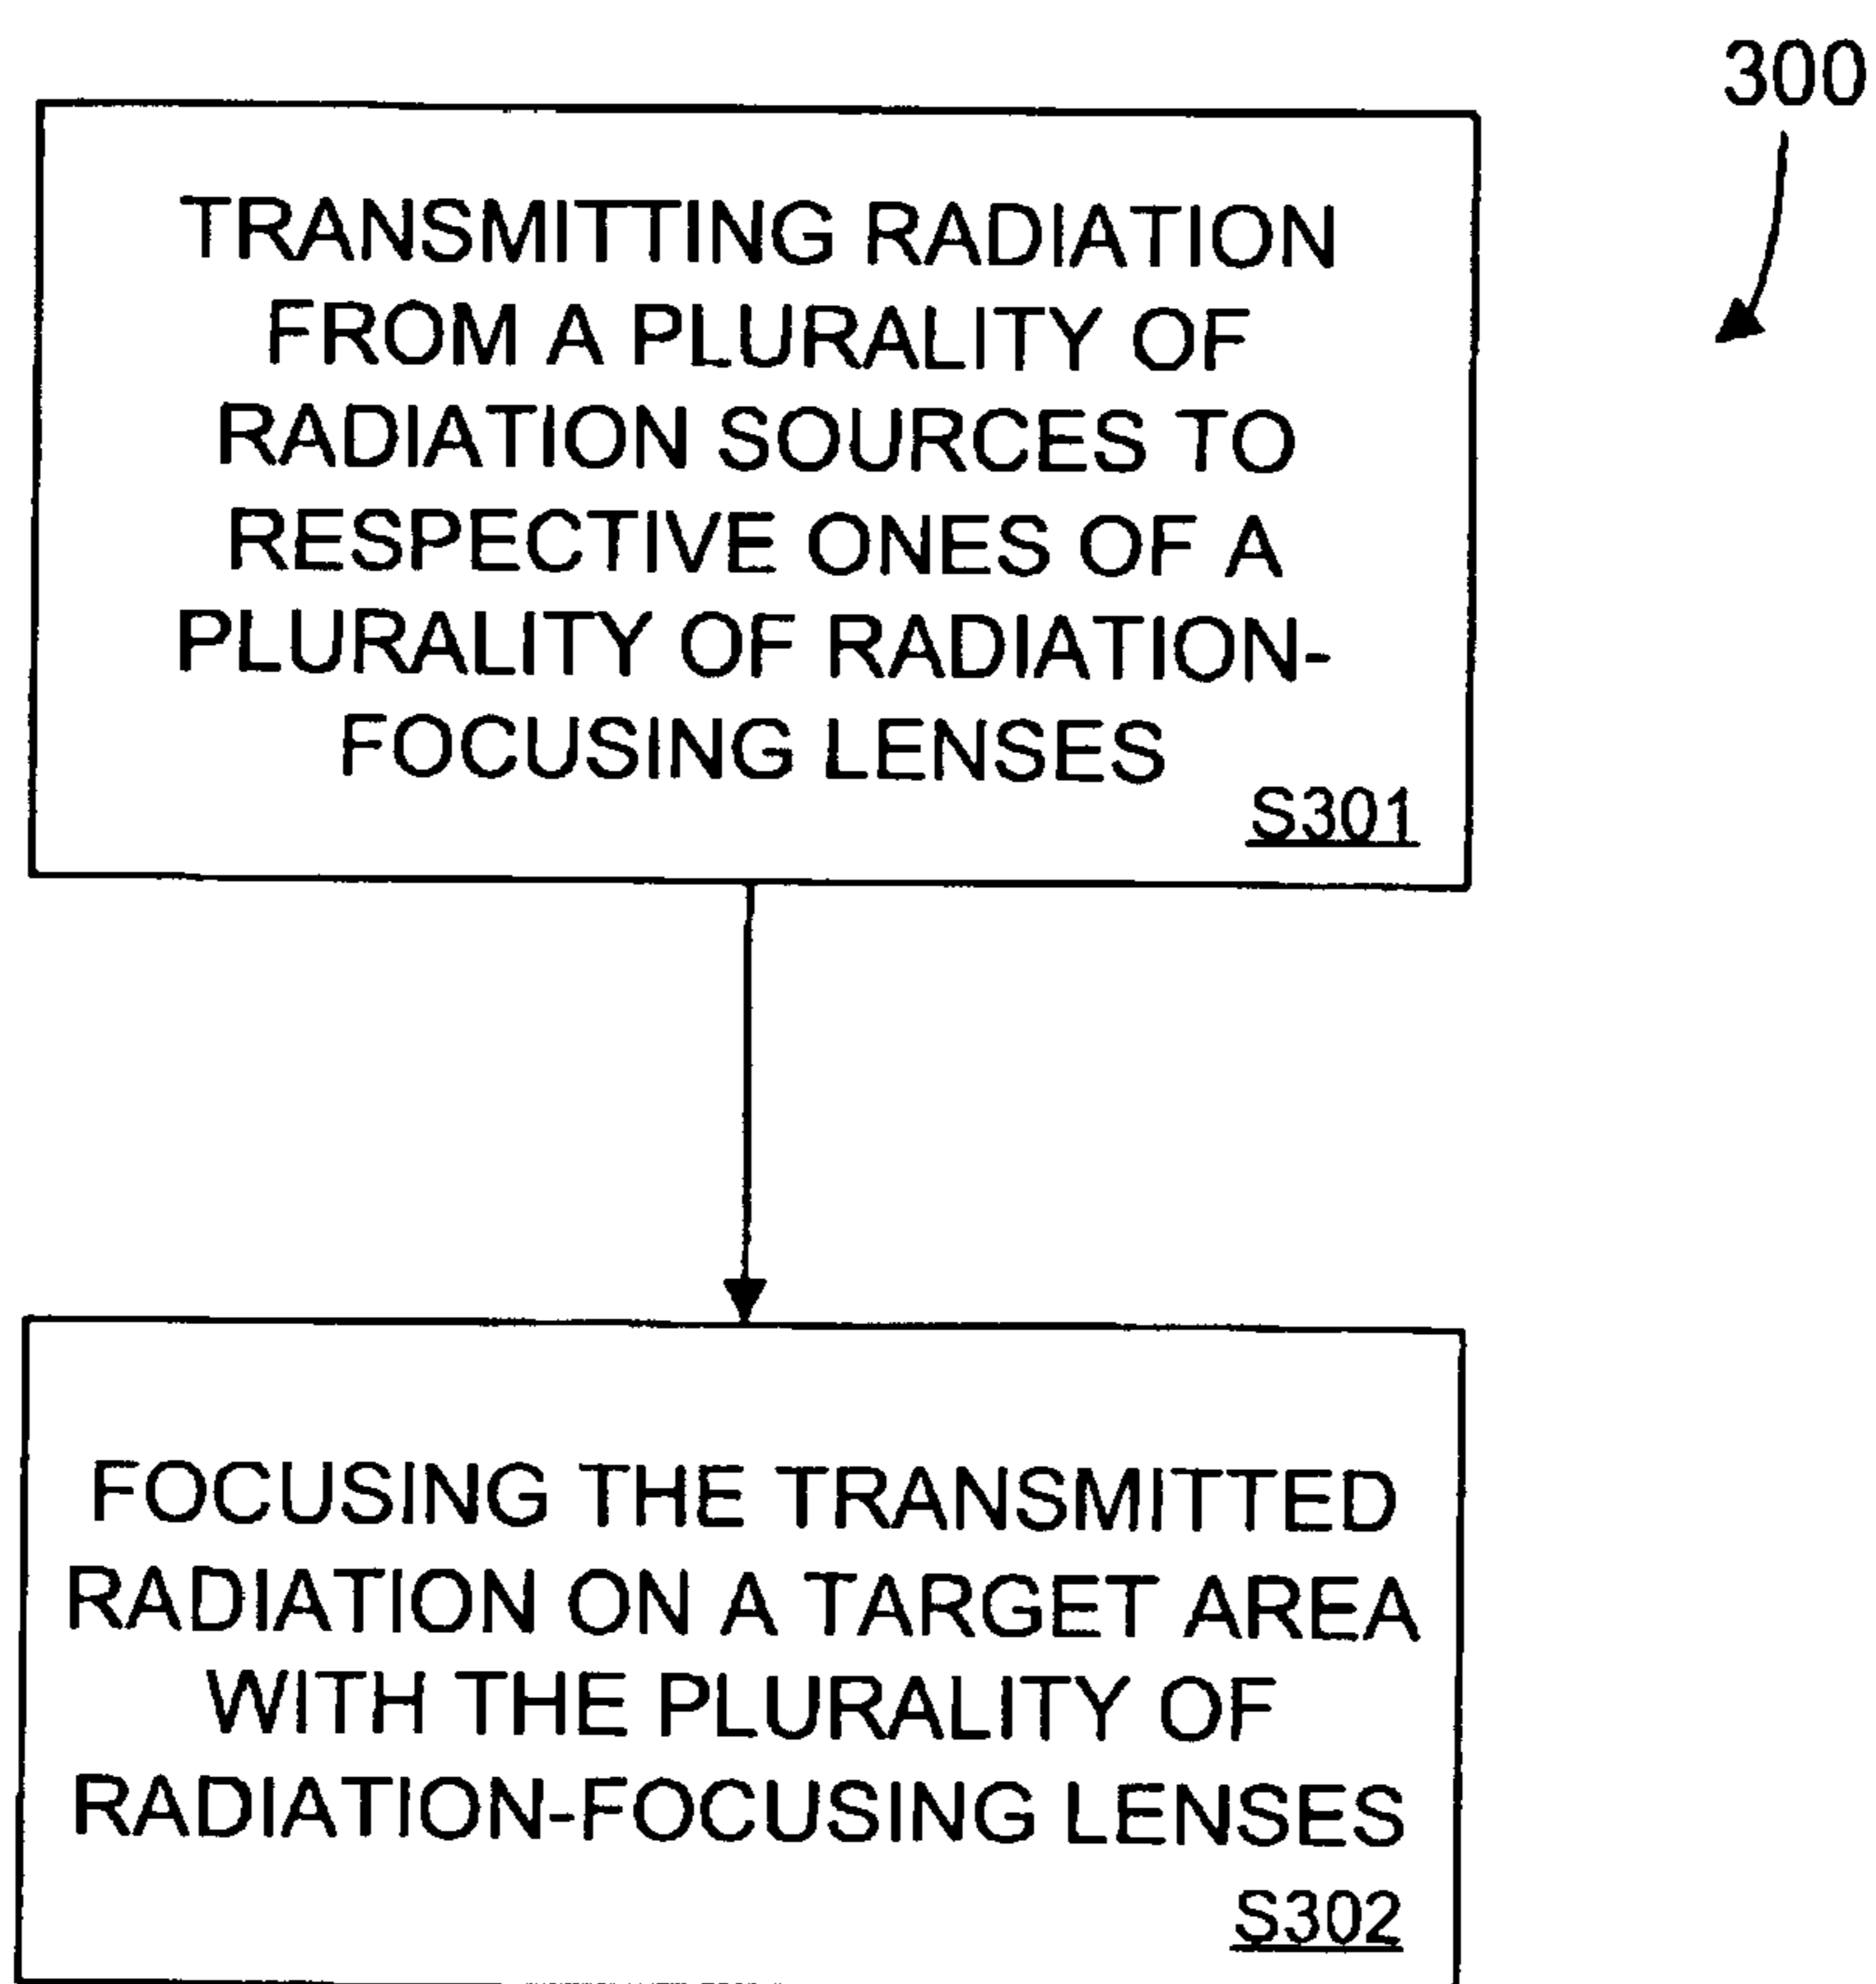 300
TRANSMITTING RADIATION
FROM A PLURALITY OF
RADIATION SOURCES TO
RESPECTIVE ONES OF A
PLURALITY OF RADIATION-
FOCUSING LENSES
S301
FOCUSING THE TRANSMITTED
RADIATION ON A TARGET AREA
WITH THE PLURALITY OF
RADIATION-FOCUSING LENSES
S302